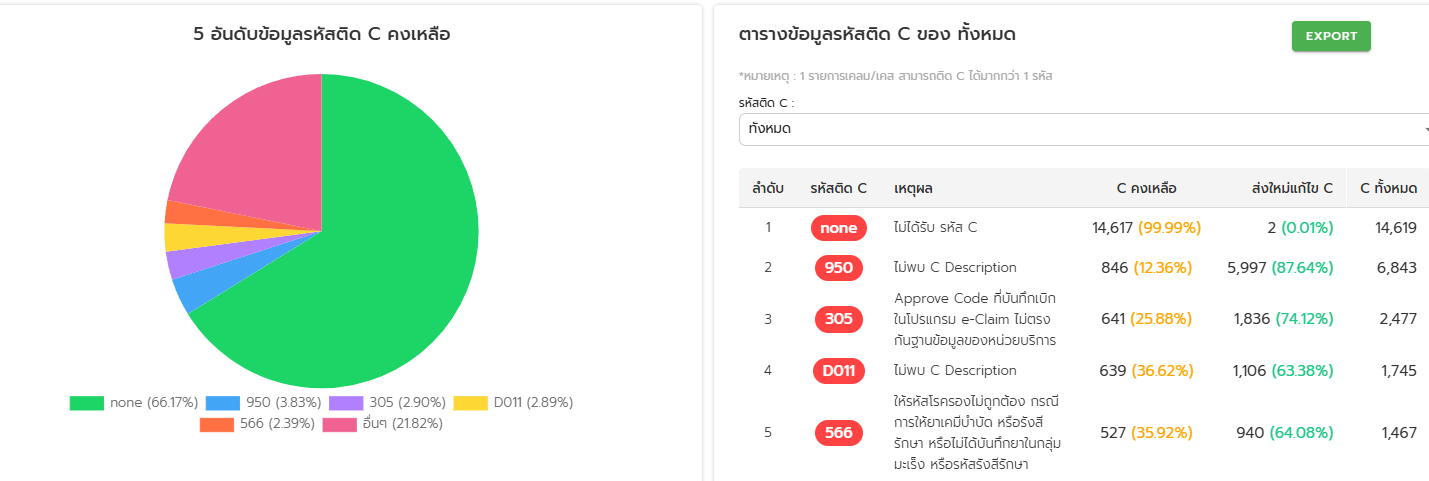 5 อันดับข้อมูลรหัสติด C คงเหลือ
none (66.17%) 950 (3.83%) 305 (2.90%) D011 (2.89%)
566 (2.39%) อื่นๆ (21.82%)
ตารางข้อมูลรหัสติด C ของ ทั้งหมด
EXPORT
*หมายเหตุ : 1 รายการเคลม/เคส สามารถติด C ได้มากกว่า 1 รหัส
รหัสติด C :
ทั้งหมด
ลำดับ รหัสติด C เหตุผล C คงเหลือ ส่งใหม่แก้ไข C C ทั้งหมด
1 none ไม่ได้รับ รหัส C 14,617 (99.99%) 2 (0.01%) 14,619
2 950 ไม่พบ C Description 846 (12.36%) 5,997 (87.64%) 6,843
Approve Code ที่บันทึกเบิก
3 305 ในโปรแกรม e-Claim ไม่ตรง 641 (25.88%) 1,836 (74.12%) 2,477
กับฐานข้อมูลของหน่วยบริการ
4 D011 ไม่พบ C Description 639 (36.62%) 1,106 (63.38%) 1,745
ให้รหัสโรครองไม่ถูกต้อง กรณี
การให้ยาเคมีบำบัด หรือรังสี
5 566 รักษา หรือไม่ได้บันทึกยาในกลุ่ม 527 (35.92%) 940 (64.08%) 1,467
มะเร็ง หรือรหัสรังสีรักษา